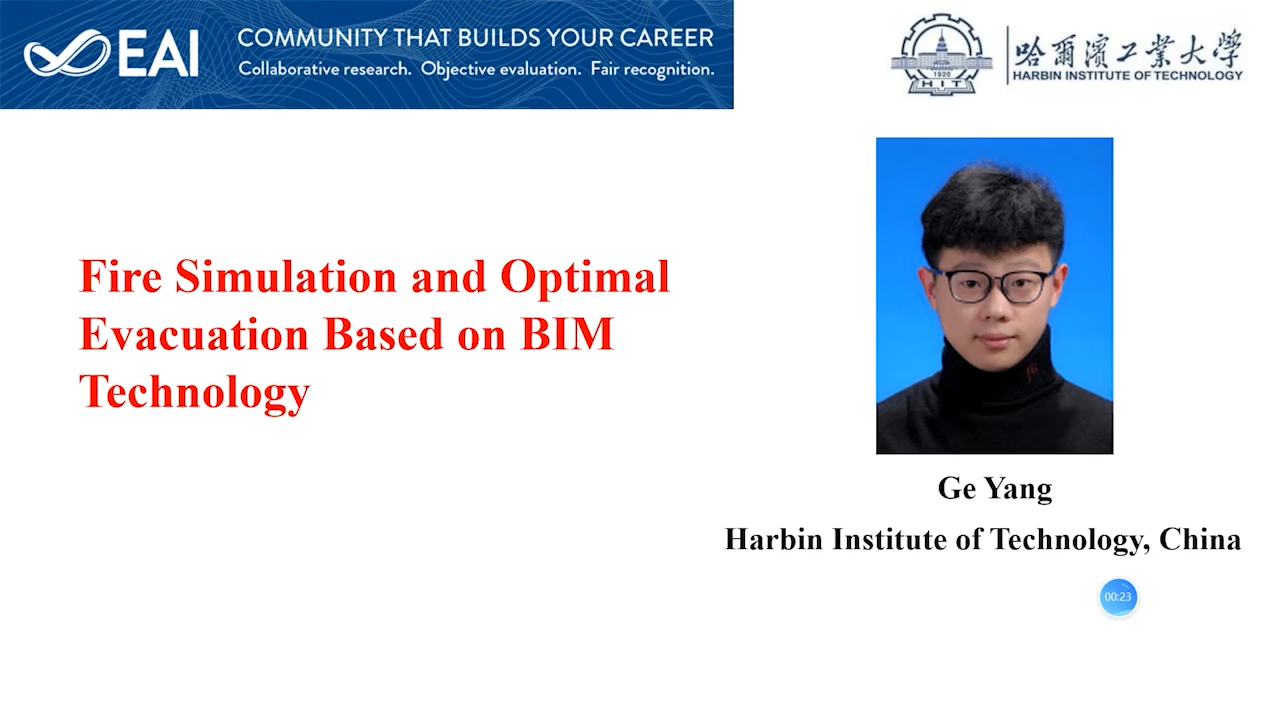 EAI
COMMUNITY THAT BUILDS YOUR CAREER
Collaborative research. Objective evaluation. Fair recognition.
1920
HIT
哈爾濱工業大學
HARBIN INSTITUTE OF TECHNOLOGY
Fire Simulation and Optimal
Evacuation Based on BIM
Technology
Ge Yang
Harbin Institute of Technology, China
00:23